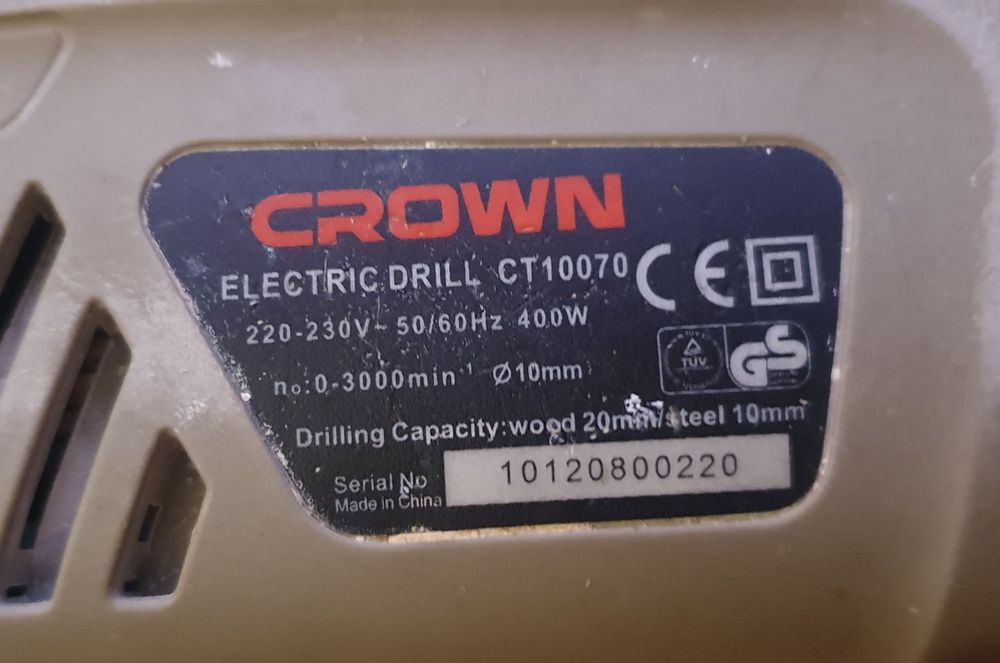 CROWN
ELECTRIC DRILL CT10070 CE
220-230V~ 50/60Hz 400W
n₀:0-3000min⁻¹ Ø10mm
TÜV GS
Drilling Capacity:wood 20mm/steel 10mm
Serial No 10120800220
Made in China